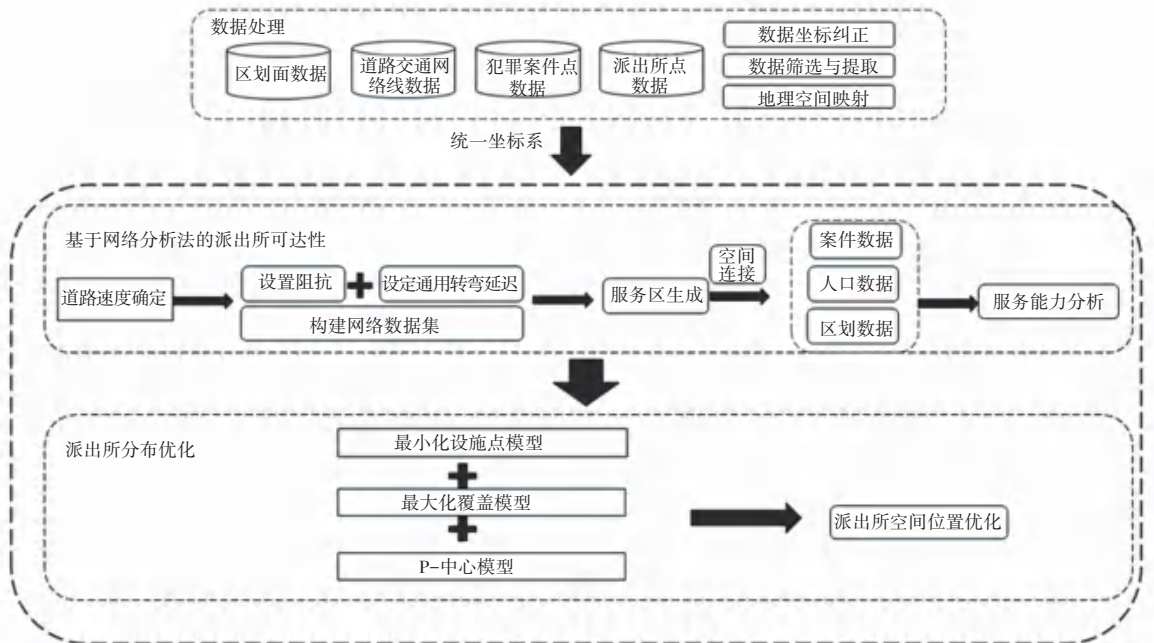 数据处理
区划面数据
道路交通网
络线数据
犯罪案件点
数据
派出所点
数据
数据坐标纠正
数据筛选与提取
地理空间映射
统一坐标系
基于网络分析法的派出所可达性
道路速度确定
设置阻抗
设定通用转弯延迟
构建网络数据集
服务区生成
空间
连接
案件数据
人口数据
区划数据
服务能力分析
派出所分布优化
最小化设施点模型
最大化覆盖模型
P-中心模型
派出所空间位置优化